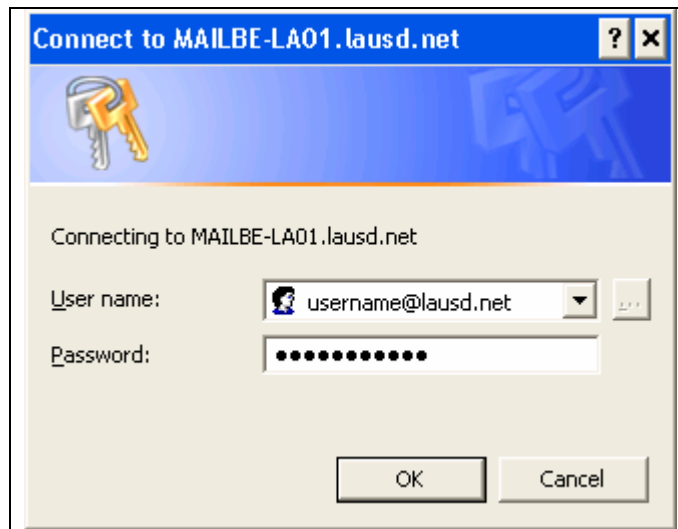 Connect to MAILBE-LA01.lausd.net ?
Connecting to MAILBE-LA01.lausd.net
User name: username@lausd.net ...
Password: •••••••••••
OK Cancel